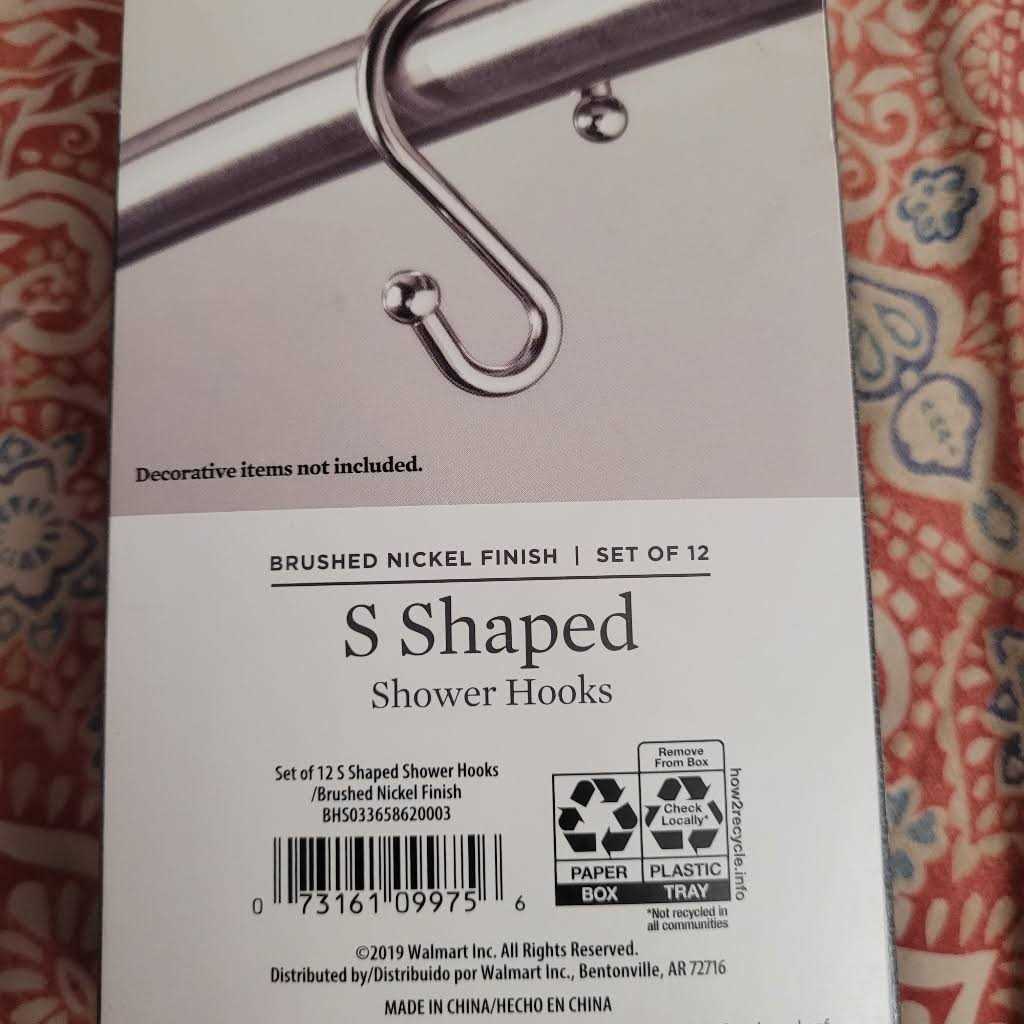 Decorative items not included.
BRUSHED NICKEL FINISH | SET OF 12
S Shaped
Shower Hooks
Set of 12 S Shaped Shower Hooks
/Brushed Nickel Finish
BHS033658620003
0 73161 09975 6
Remove
From Box
Check
Locally*
PAPER
PLASTIC
BOX
TRAY
how2recycle.info
*Not recycled in
all communities
©2019 Walmart Inc. All Rights Reserved.
Distributed by/Distribuido por Walmart Inc., Bentonville, AR 72716
MADE IN CHINA/HECHO EN CHINA